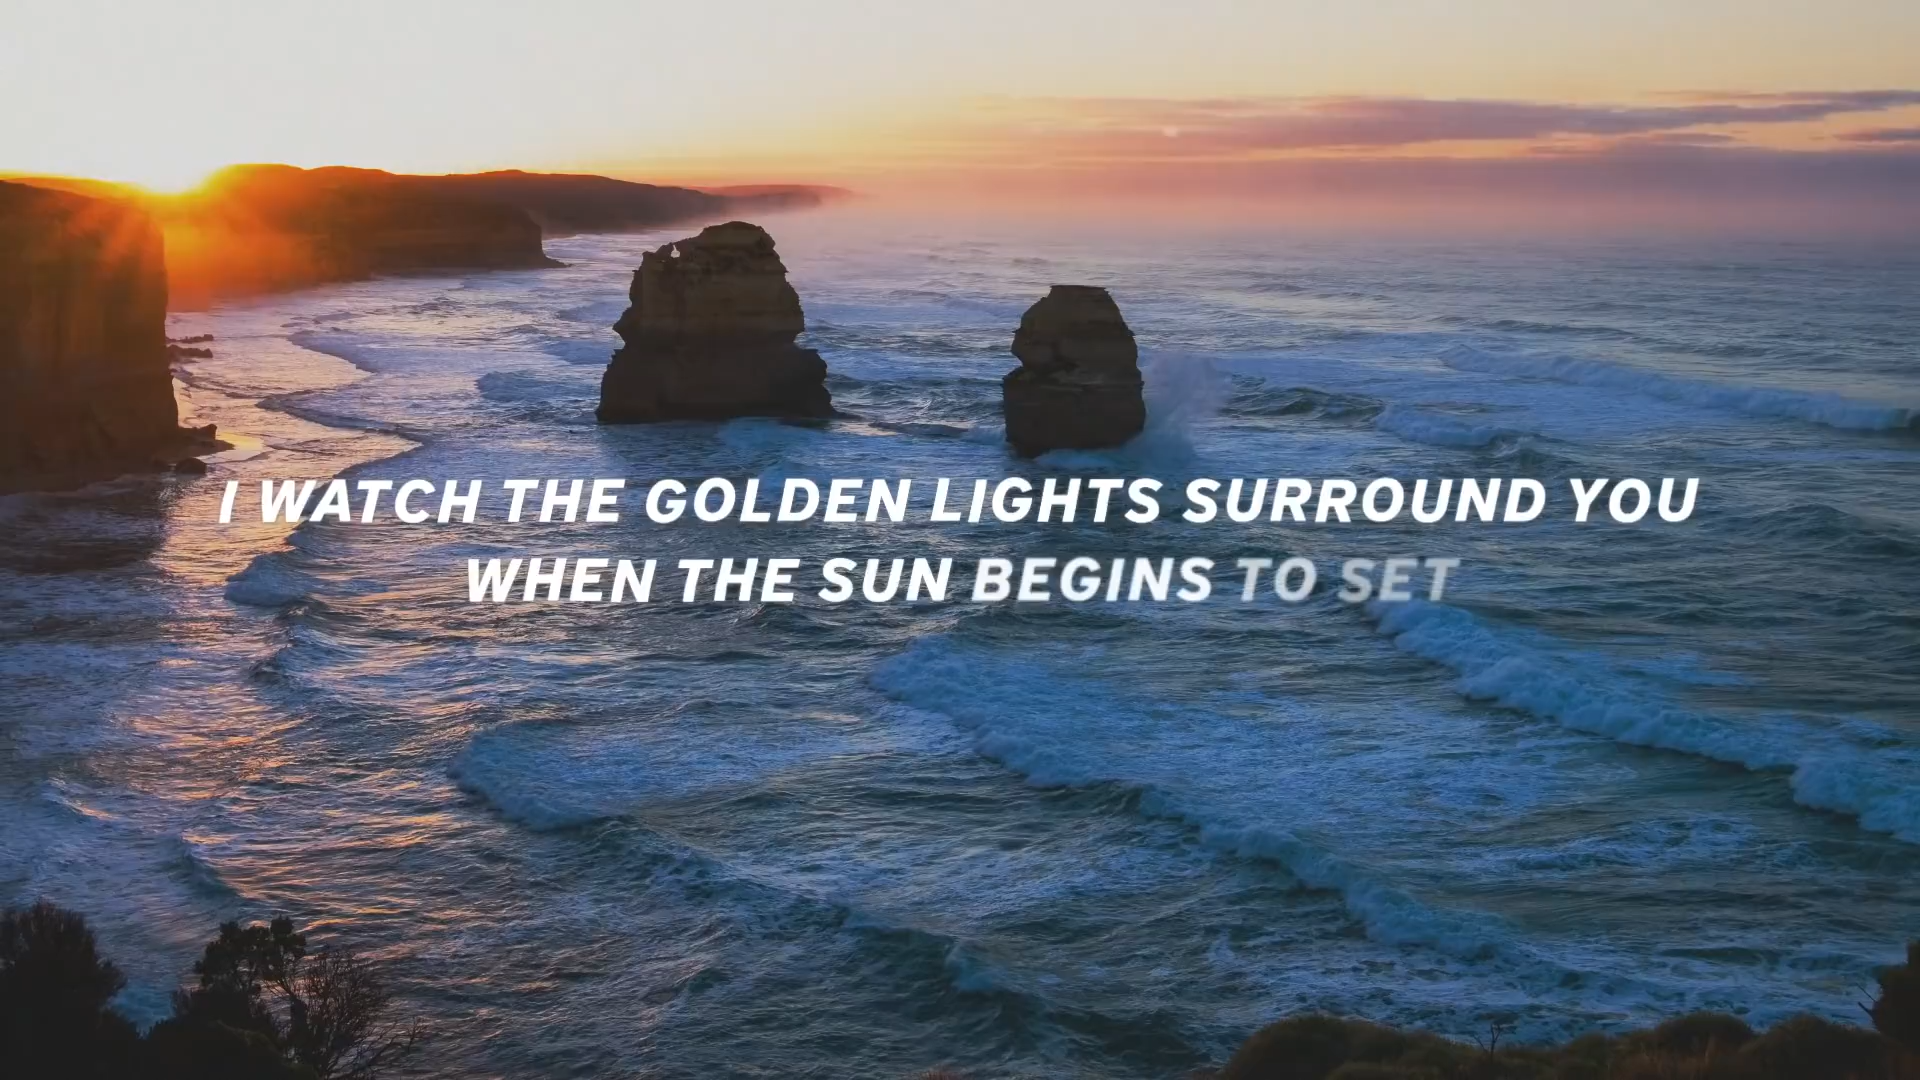 I WATCH THE GOLDEN LIGHTS SURROUND YOU
WHEN THE SUN BEGINS TO SET